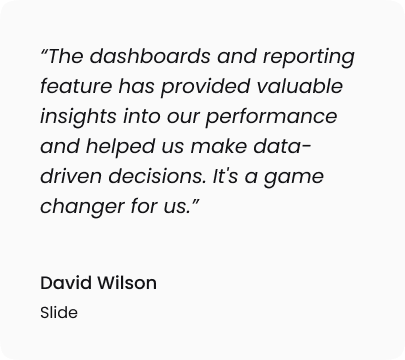 “The dashboards and reporting
feature has provided valuable
insights into our performance
and helped us make data-
driven decisions. It's a game
changer for us.”
David Wilson
Slide